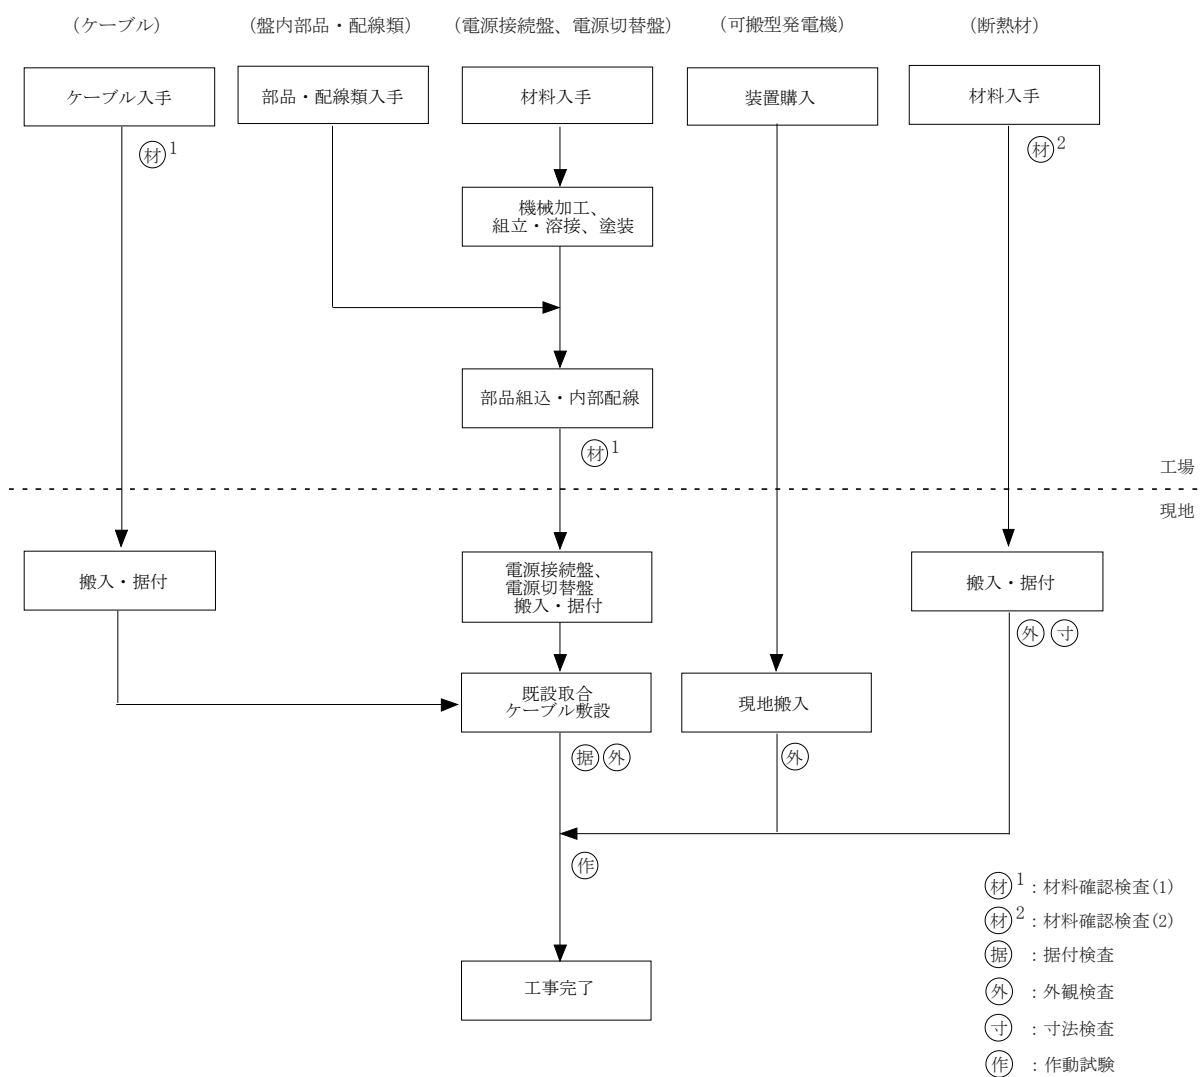 (ケーブル)
(盤内部品・配線類)
(電源接続盤、電源切替盤)
(可搬型発電機)
(断熱材)
ケーブル入手
部品・配線類入手
材料入手
装置購入
材料入手
材1
材2
機械加工、
組立・溶接、塗装
部品組込・内部配線
材1
工場
現地
搬入・据付
電源接続盤、
電源切替盤
搬入・据付
搬入・据付
外 寸
既設取合
ケーブル敷設
現地搬入
据 外
外
作
工事完了
材1：材料確認検査(1)
材2：材料確認検査(2)
据：据付検査
外：外観検査
寸：寸法検査
作：作動試験